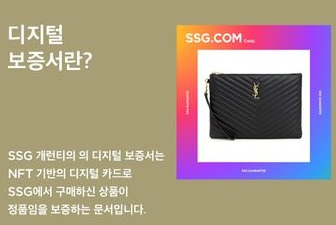 디지털
보증서란?
SSG.COM Corp.
SSG 개런티의 의 디지털 보증서는
NFT 기반의 디지털 카드로
SSG에서 구매하신 상품이
정품임을 보증하는 문서입니다.